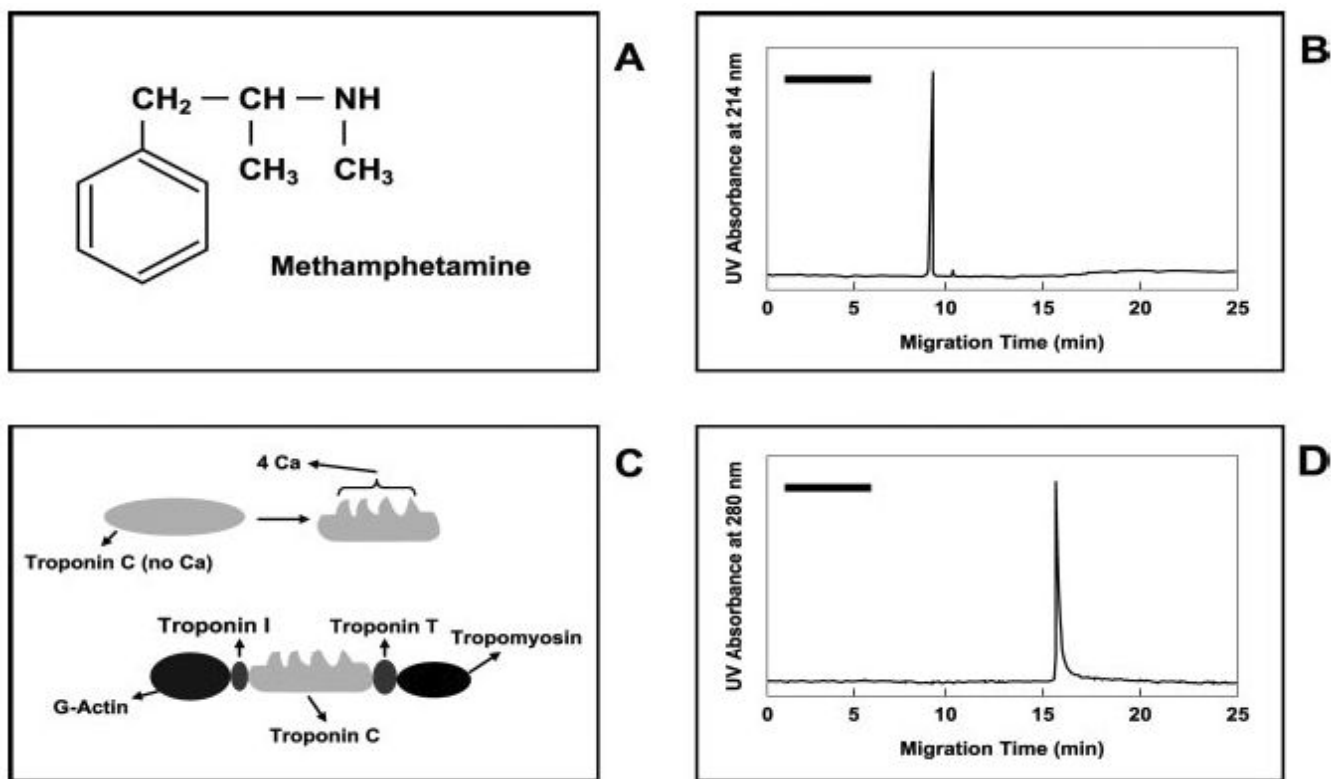 A
CH₂ — CH — NH
CH₃ CH₃
Methamphetamine
B
UV Absorbance at 214 nm
0 5 10 15 20 25
Migration Time (min)
C
4 Ca
Troponin C (no Ca)
Troponin I
Troponin T
Tropomyosin
G-Actin
Troponin C
D
UV Absorbance at 280 nm
0 5 10 15 20 25
Migration Time (min)